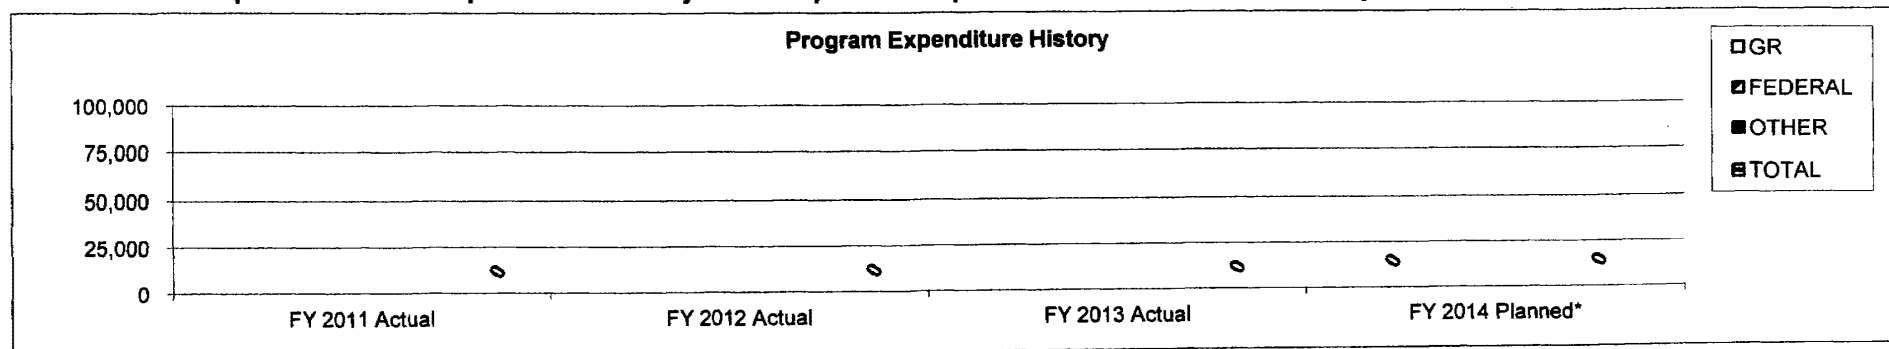 Program Expenditure History
GR
FEDERAL
OTHER
TOTAL
100,000
75,000
50,000
25,000
0
0 0 0 0 0
FY 2011 Actual FY 2012 Actual FY 2013 Actual FY 2014 Planned*